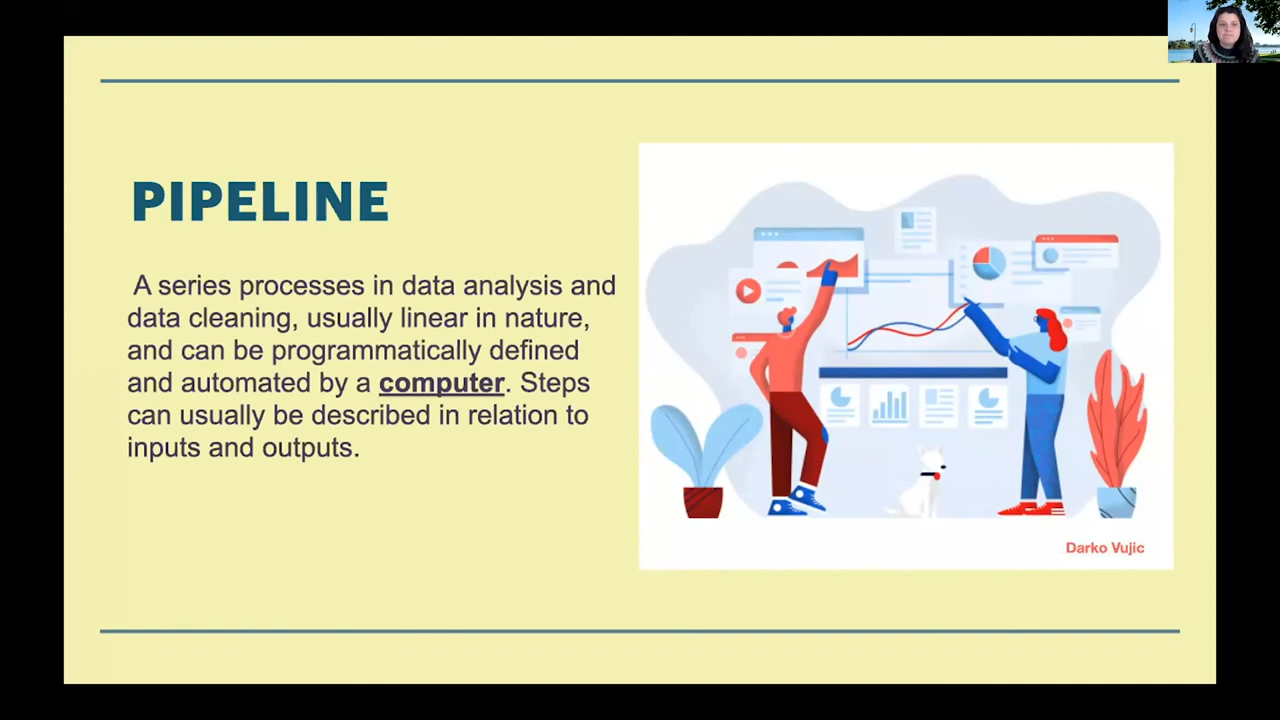 PIPELINE
A series processes in data analysis and
data cleaning, usually linear in nature,
and can be programmatically defined
and automated by a computer. Steps
can usually be described in relation to
inputs and outputs.
Darko Vujic